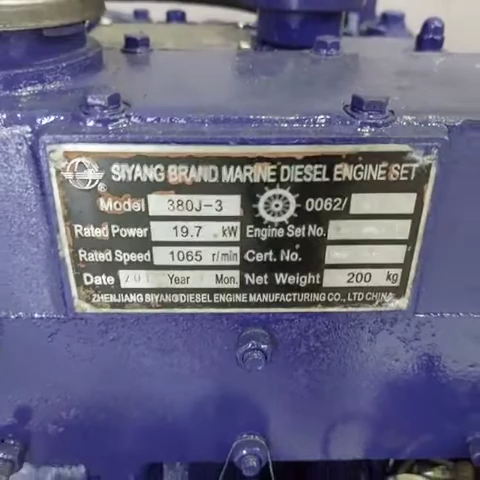 SIYANG BRAND MARINE DIESEL ENGINE SET
®
Model 380J-3 0062/
Rated Power 19.7 kW Engine Set No.
Rated Speed 1065 r/min Cert. No.
Date Year Mon. Net Weight 200 kg
ZHENJIANG SIYANG DIESEL ENGINE MANUFACTURING CO., LTD CHINA